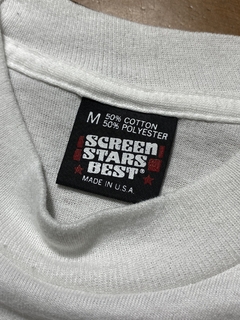 M 50% COTTON
50% POLYESTER
SCREEN
STARS
BEST®
MADE IN U.S.A.